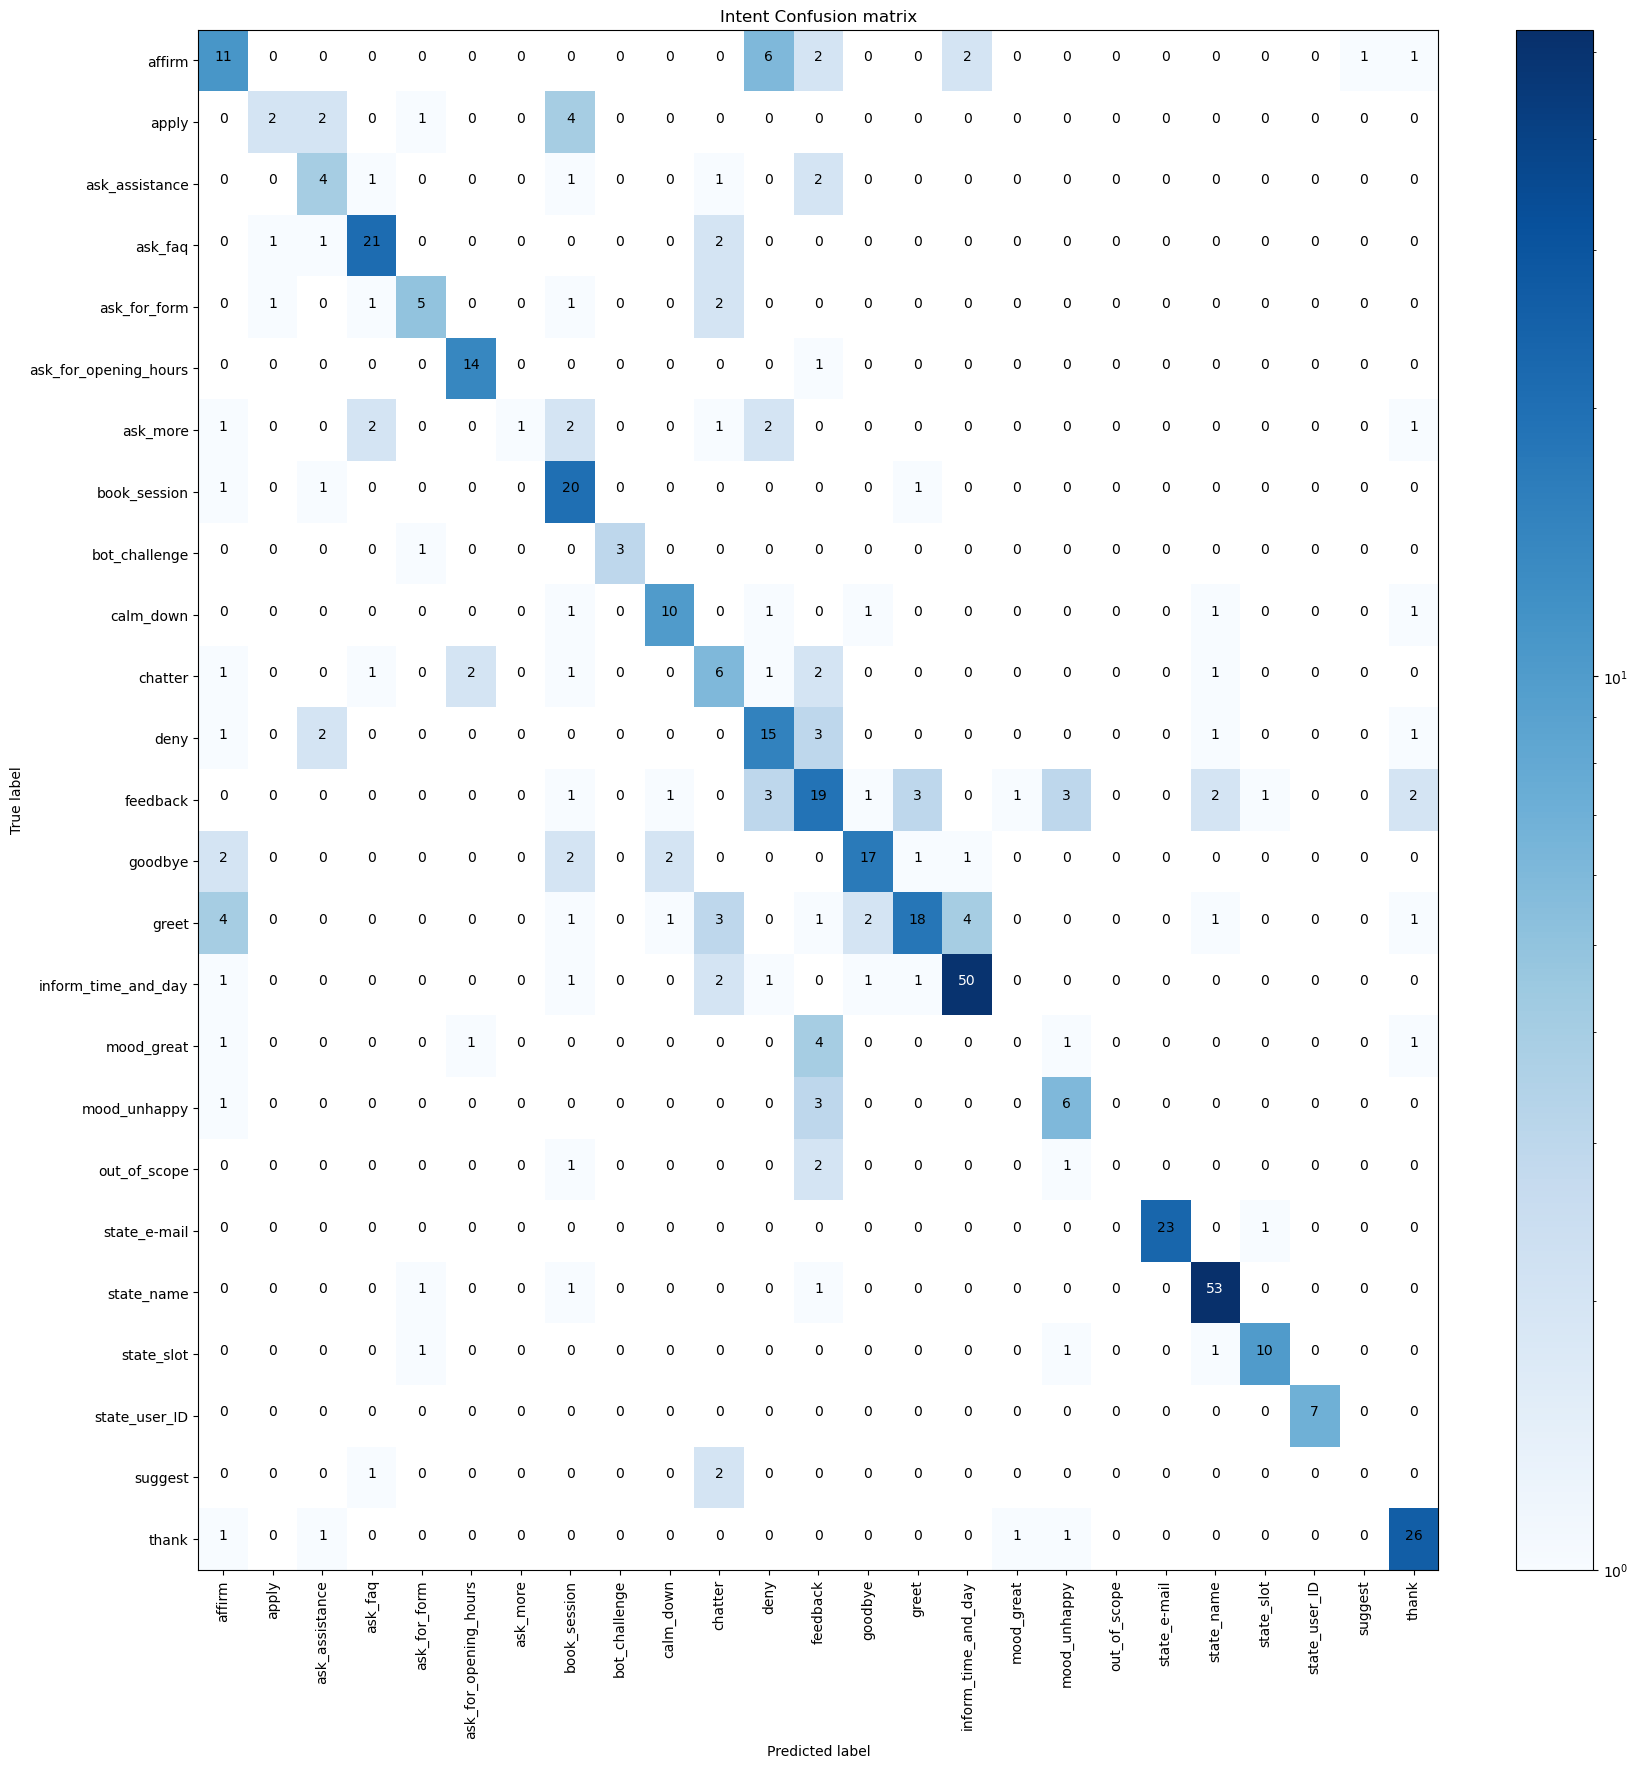 Intent Confusion matrix
affirm 11 0 0 0 0 0 0 0 0 0 0 6 2 0 0 2 0 0 0 0 0 0 0 1 1
apply 0 2 2 0 1 0 0 4 0 0 0 0 0 0 0 0 0 0 0 0 0 0 0 0 0
ask_assistance 0 0 4 1 0 0 0 1 0 0 1 0 2 0 0 0 0 0 0 0 0 0 0 0 0
ask_faq 0 1 1 21 0 0 0 0 0 0 2 0 0 0 0 0 0 0 0 0 0 0 0 0 0
ask_for_form 0 1 0 1 5 0 0 1 0 0 2 0 0 0 0 0 0 0 0 0 0 0 0 0 0
ask_for_opening_hours 0 0 0 0 0 14 0 0 0 0 0 0 1 0 0 0 0 0 0 0 0 0 0 0 0
ask_more 1 0 0 2 0 0 1 2 0 0 1 2 0 0 0 0 0 0 0 0 0 0 0 0 1
book_session 1 0 1 0 0 0 0 20 0 0 0 0 0 0 1 0 0 0 0 0 0 0 0 0 0
bot_challenge 0 0 0 0 1 0 0 0 3 0 0 0 0 0 0 0 0 0 0 0 0 0 0 0 0
calm_down 0 0 0 0 0 0 0 1 0 10 0 1 0 1 0 0 0 0 0 0 1 0 0 0 1
chatter 1 0 0 1 0 2 0 1 0 0 6 1 2 0 0 0 0 0 0 0 1 0 0 0 0
deny 1 0 2 0 0 0 0 0 0 0 0 15 3 0 0 0 0 0 0 0 1 0 0 0 1
feedback 0 0 0 0 0 0 0 1 0 1 0 3 19 1 3 0 1 3 0 0 2 1 0 0 2
goodbye 2 0 0 0 0 0 0 2 0 2 0 0 0 17 1 1 0 0 0 0 0 0 0 0 0
greet 4 0 0 0 0 0 0 1 0 1 3 0 1 2 18 4 0 0 0 0 1 0 0 0 1
inform_time_and_day 1 0 0 0 0 0 0 1 0 0 2 1 0 1 1 50 0 0 0 0 0 0 0 0 0
mood_great 1 0 0 0 0 1 0 0 0 0 0 0 4 0 0 0 0 1 0 0 0 0 0 0 1
mood_unhappy 1 0 0 0 0 0 0 0 0 0 0 0 3 0 0 0 0 6 0 0 0 0 0 0 0
out_of_scope 0 0 0 0 0 0 0 1 0 0 0 0 2 0 0 0 0 1 0 0 0 0 0 0 0
state_e-mail 0 0 0 0 0 0 0 0 0 0 0 0 0 0 0 0 0 0 0 23 0 1 0 0 0
state_name 0 0 0 0 1 0 0 1 0 0 0 0 1 0 0 0 0 0 0 0 53 0 0 0 0
state_slot 0 0 0 0 1 0 0 0 0 0 0 0 0 0 0 0 0 1 0 0 1 10 0 0 0
state_user_ID 0 0 0 0 0 0 0 0 0 0 0 0 0 0 0 0 0 0 0 0 0 0 7 0 0
suggest 0 0 0 1 0 0 0 0 0 0 2 0 0 0 0 0 0 0 0 0 0 0 0 0 0
thank 1 0 1 0 0 0 0 0 0 0 0 0 0 0 0 0 1 1 0 0 0 0 0 0 26
True label
affirm
apply
ask_assistance
ask_faq
ask_for_form
ask_for_opening_hours
ask_more
book_session
bot_challenge
calm_down
chatter
deny
feedback
goodbye
greet
inform_time_and_day
mood_great
mood_unhappy
out_of_scope
state_e-mail
state_name
state_slot
state_user_ID
suggest
thank
Predicted label
10¹
10⁰